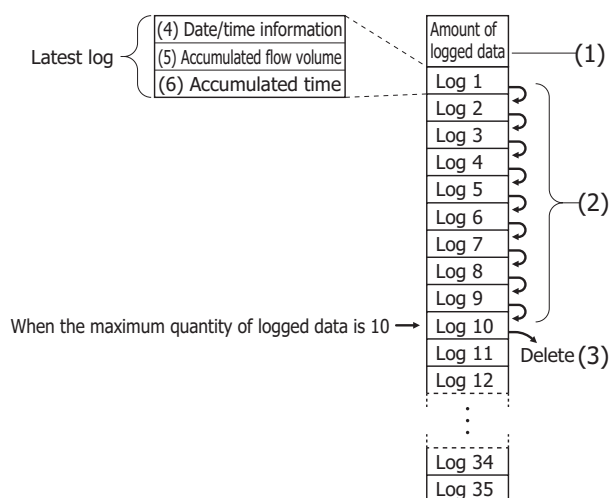 Latest log
(4) Date/time information
(5) Accumulated flow volume
(6) Accumulated time
Amount of
logged data
(1)
Log 1
Log 2
Log 3
Log 4
Log 5
Log 6
Log 7
Log 8
Log 9
(2)
When the maximum quantity of logged data is 10
Log 10
Delete (3)
Log 11
Log 12
Log 34
Log 35